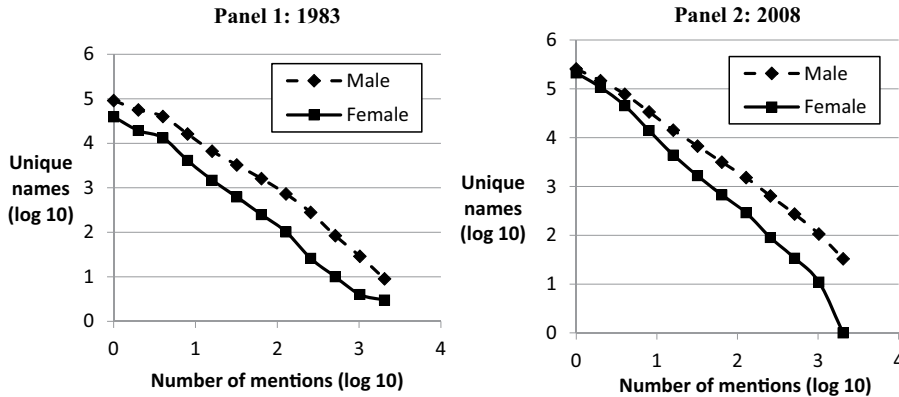 Panel 1: 1983
6
5
4
3
2
1
0
Unique
names
(log 10)
Male
Female
0 1 2 3 4
Number of mentions (log 10)
Panel 2: 2008
6
5
4
3
2
1
0
Unique
names
(log 10)
Male
Female
0 1 2 3 4
Number of mentions (log 10)